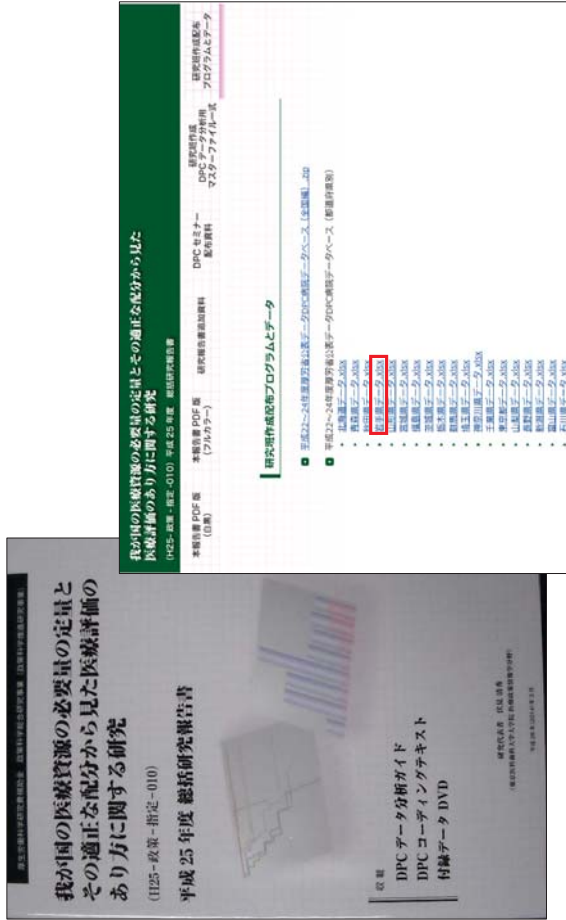 厚生労働科学研究費補助金 政策科学総合研究事業（政策科学推進研究事業）
我が国の医療資源の必要量の定量と
その適正な配分から見た医療評価の
あり方に関する研究
(H25-政策-指定-010)
平成 25 年度 総括研究報告書
収 載
DPC データ分析ガイド
DPC コーディングテキスト
付録データ DVD
研究代表者 伏見 清秀
我が国の医療資源の必要量の定量とその適正な配分から見た
医療評価のあり方に関する研究
(H25-政策-指定-010) 平成 25 年度 総括研究報告書
本報告書 PDF 版
(白黒)
本報告書 PDF 版
(フルカラー)
研究報告書追加資料
DPC セミナー
配布資料
研究班作成
DPC データ分析用
マスターファイル一式
研究班作成配布
プログラムとデータ
研究班作成配布プログラムとデータ
平成22～24年度厚労省公表データDPC病院データベース（全国編）.zip
平成22～24年度厚労省公表データDPC病院データベース（都道府県別）
北海道データ.xlsx
青森県データ.xlsx
秋田県データ.xlsx
岩手県データ.xlsx
山形県データ.xlsx
宮城県データ.xlsx
福島県データ.xlsx
茨城県データ.xlsx
栃木県データ.xlsx
群馬県データ.xlsx
埼玉県データ.xlsx
神奈川県データ.xlsx
千葉県データ.xlsx
東京都データ.xlsx
山梨県データ.xlsx
長野県データ.xlsx
新潟県データ.xlsx
富山県データ.xlsx
石川県データ.xlsx